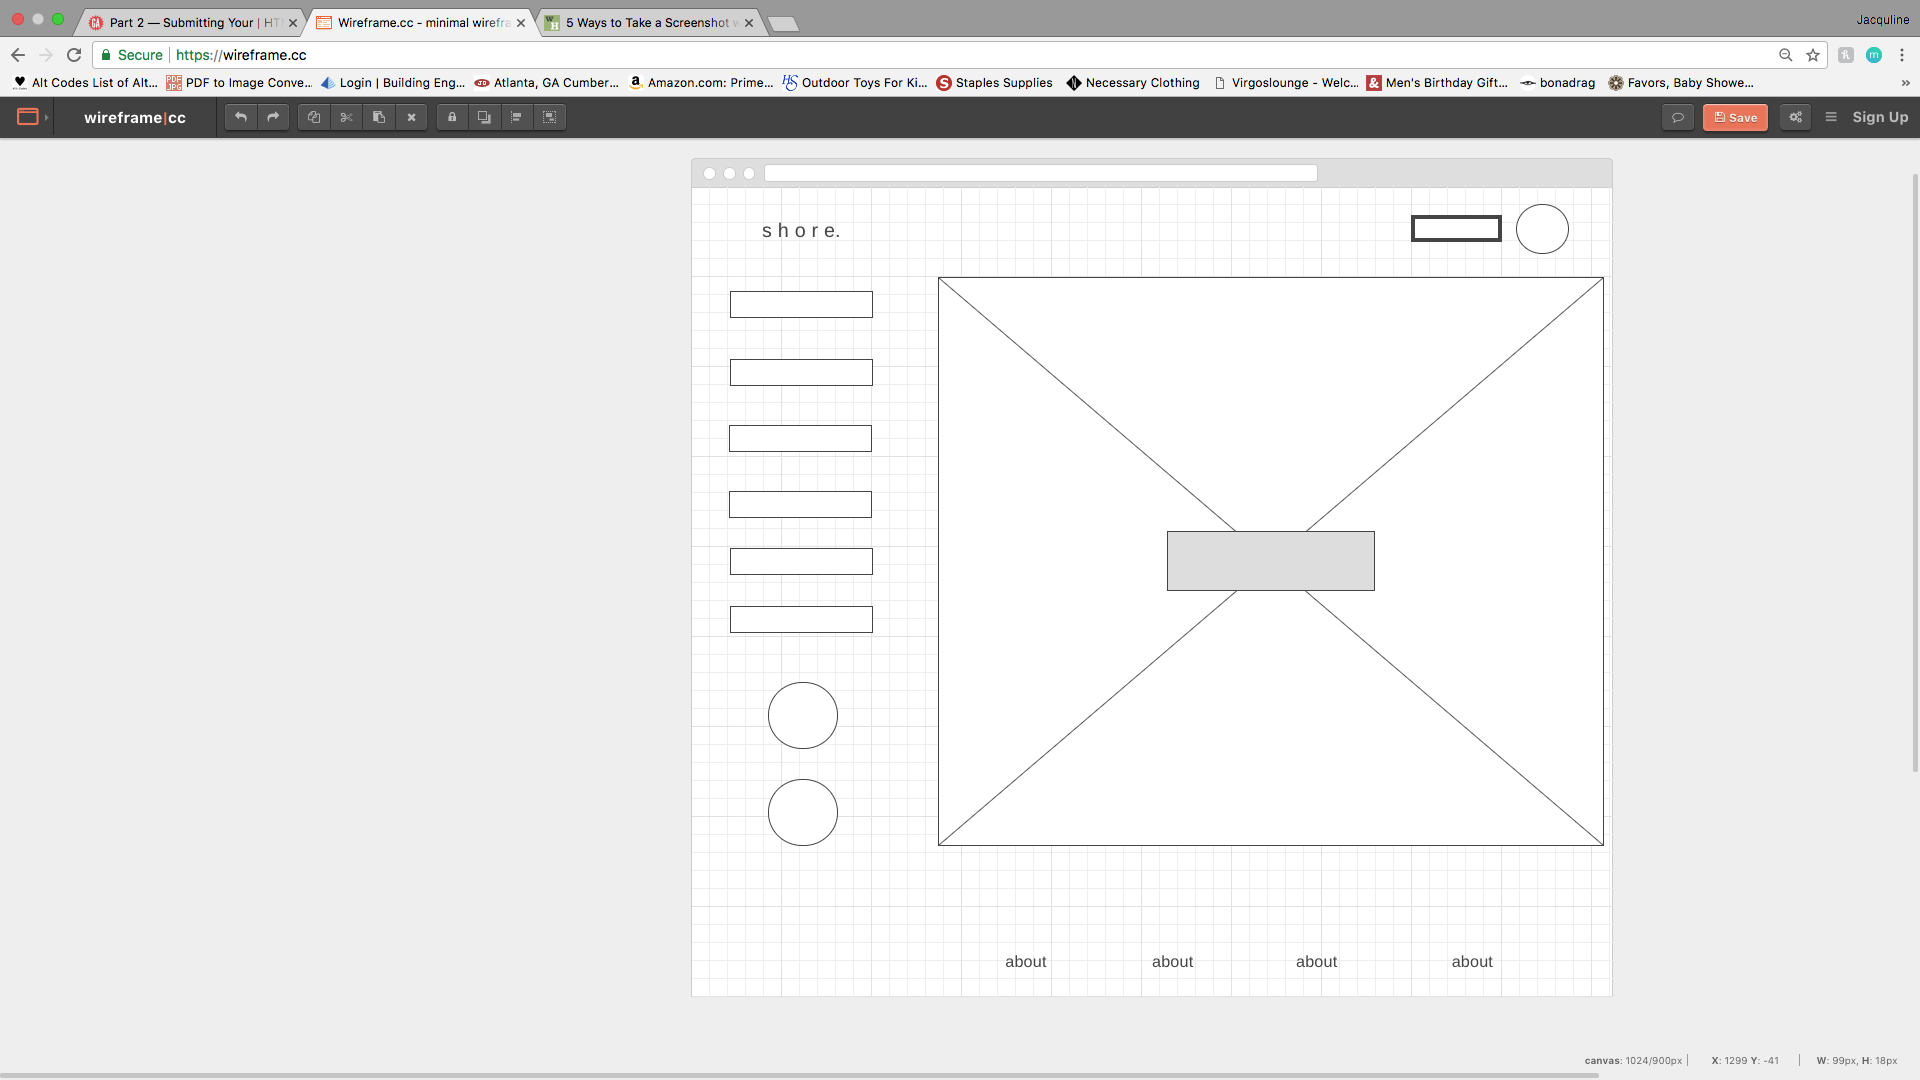 Part 2 — Submitting Your | HTM
Wireframe.cc - minimal wirefra
5 Ways to Take a Screenshot w
Jacquline
Secure https://wireframe.cc
Alt Codes List of Alt... PDF to Image Conve... Login | Building Eng... Atlanta, GA Cumber... Amazon.com: Prime... Outdoor Toys For Ki... Staples Supplies Necessary Clothing Virgoslounge - Welc... Men's Birthday Gift... bonadrag Favors, Baby Showe... »
wireframe|cc Save Sign Up
s h o r e.
about about about about
canvas: 1024/900px | X: 1299 Y: -41 | W: 99px, H: 18px